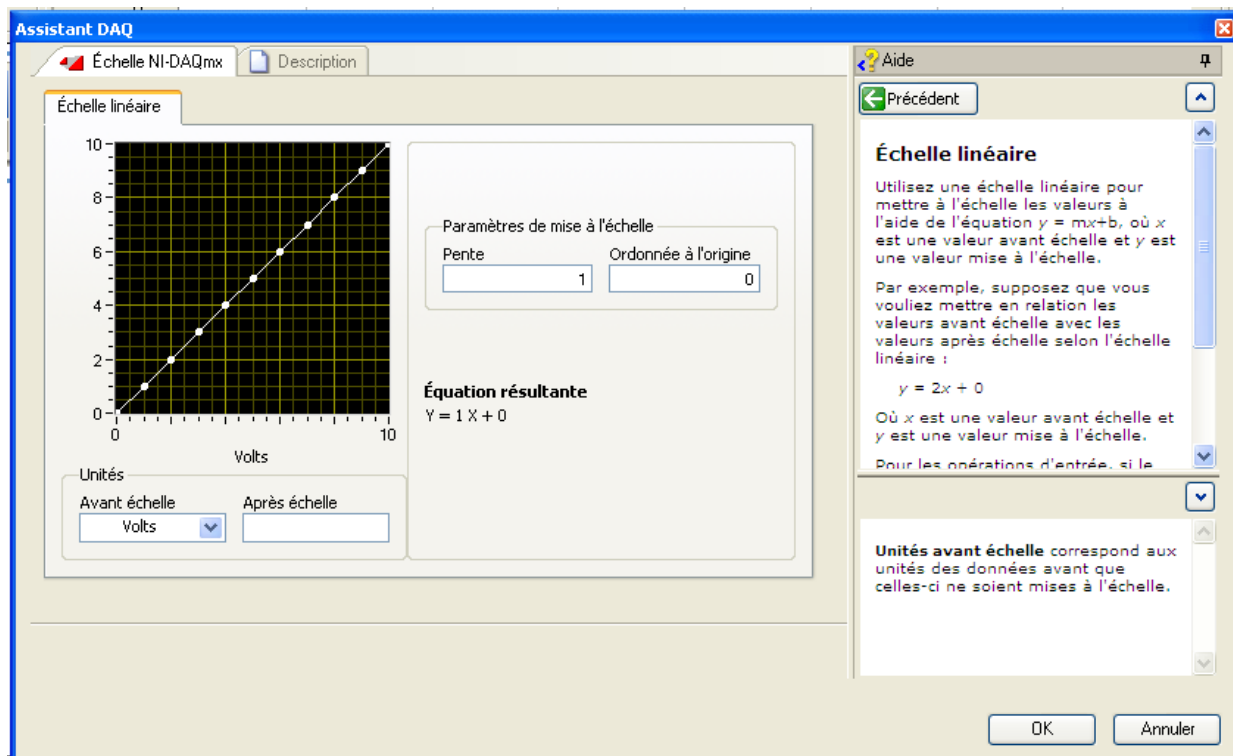 Assistant DAQ
Échelle NI-DAQmx
Description
Échelle linéaire
10
8
6
4
2
0
0
10
Volts
Unités
Avant échelle
Après échelle
Volts
Paramètres de mise à l'échelle
Pente
Ordonnée à l'origine
1
0
Équation résultante
Y = 1 X + 0
Aide
Précédent
Échelle linéaire
Utilisez une échelle linéaire pour
mettre à l'échelle les valeurs à
l'aide de l'équation y = mx+b, où x
est une valeur avant échelle et y est
une valeur mise à l'échelle.
Par exemple, supposez que vous
vouliez mettre en relation les
valeurs avant échelle avec les
valeurs après échelle selon l'échelle
linéaire :
y = 2x + 0
Où x est une valeur avant échelle et
y est une valeur mise à l'échelle.
Pour les opérations d'entrée, si le
Unités avant échelle correspond aux
unités des données avant que
celles-ci ne soient mises à l'échelle.
OK
Annuler